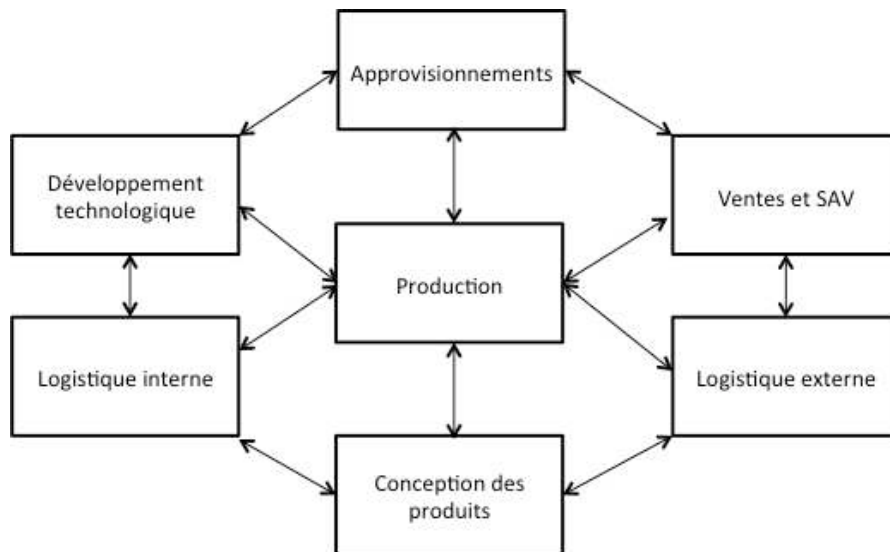 Approvisionnements
Développement
technologique
Ventes et SAV
Production
Logistique interne
Logistique externe
Conception des
produits